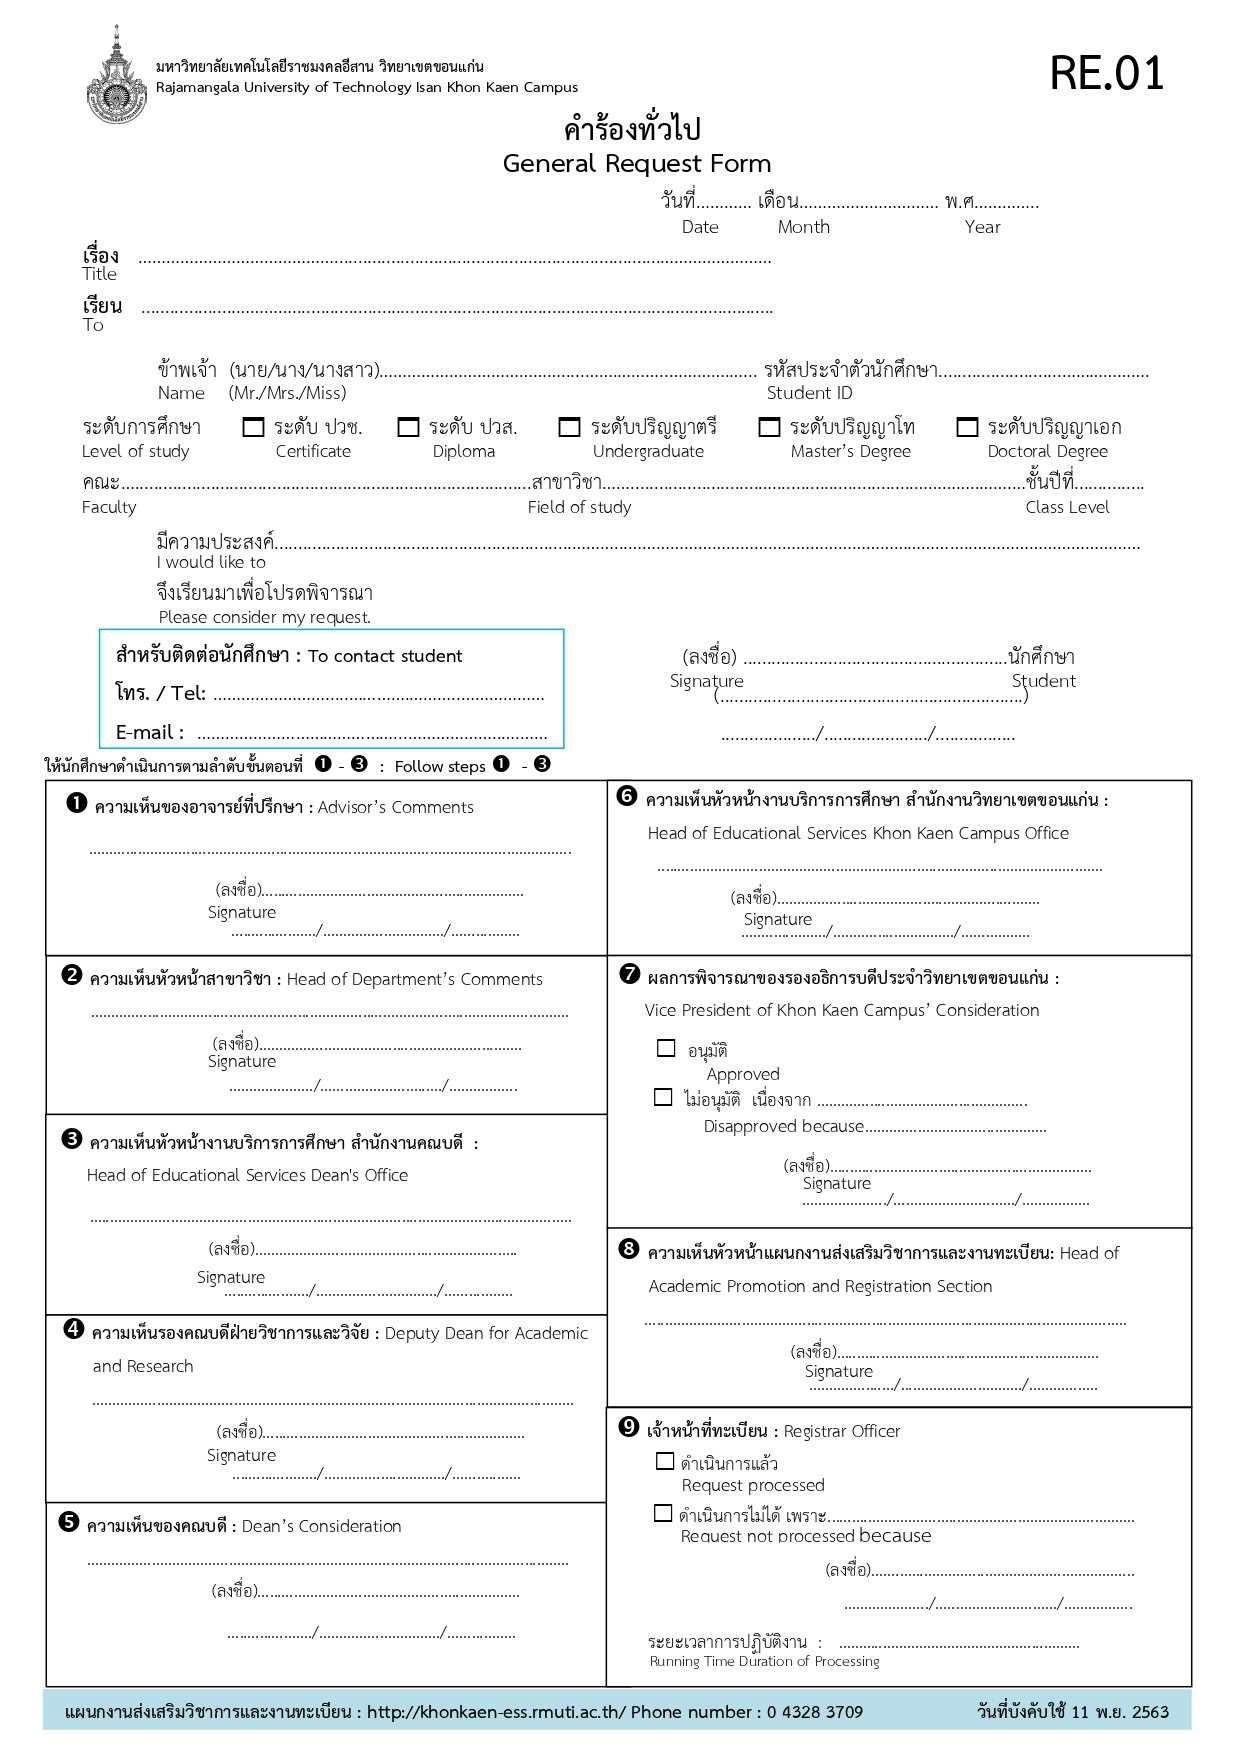 มหาวิทยาลัยเทคโนโลยีราชมงคลอีสาน วิทยาเขตขอนแก่น
Rajamangala University of Technology Isan Khon Kaen Campus
RE.01
คำร้องทั่วไป
General Request Form
วันที่............ เดือน.............................. พ.ศ..............
Date Month Year
เรื่อง ........................................................................................................................................
Title
เรียน ........................................................................................................................................
To
ข้าพเจ้า (นาย/นาง/นางสาว)................................................................................ รหัสประจำตัวนักศึกษา.............................................
Name (Mr./Mrs./Miss) Student ID
ระดับการศึกษา ☐ ระดับ ปวช. ☐ ระดับ ปวส. ☐ ระดับปริญญาตรี ☐ ระดับปริญญาโท ☐ ระดับปริญญาเอก
Level of study Certificate Diploma Undergraduate Master’s Degree Doctoral Degree
คณะ.......................................................................................สาขาวิชา..........................................................................................ชั้นปีที่...............
Faculty Field of study Class Level
มีความประสงค์........................................................................................................................................................................................
I would like to
จึงเรียนมาเพื่อโปรดพิจารณา
Please consider my request.
สำหรับติดต่อนักศึกษา : To contact student
โทร. / Tel: .......................................................................
E-mail : ...........................................................................
(ลงชื่อ) ........................................................นักศึกษา
Signature Student
(................................................................)
..................../....................../.................
ให้นักศึกษาดำเนินการตามลำดับขั้นตอนที่ ❶ - ❸ : Follow steps ❶ - ❸
❶ ความเห็นของอาจารย์ที่ปรึกษา : Advisor’s Comments
........................................................................................................................
(ลงชื่อ).................................................................
Signature
...................../............................../.................
❷ ความเห็นหัวหน้าสาขาวิชา : Head of Department’s Comments
........................................................................................................................
(ลงชื่อ).................................................................
Signature
...................../............................../.................
❸ ความเห็นหัวหน้างานบริการการศึกษา สำนักงานคณบดี :
Head of Educational Services Dean's Office
........................................................................................................................
(ลงชื่อ).................................................................
Signature
...................../............................../.................
❹ ความเห็นรองคณบดีฝ่ายวิชาการและวิจัย : Deputy Dean for Academic
and Research
........................................................................................................................
(ลงชื่อ).................................................................
Signature
...................../............................../.................
❺ ความเห็นของคณบดี : Dean’s Consideration
........................................................................................................................
(ลงชื่อ).................................................................
...................../............................../.................
❻ ความเห็นหัวหน้างานบริการการศึกษา สำนักงานวิทยาเขตขอนแก่น :
Head of Educational Services Khon Kaen Campus Office
...............................................................................................................
(ลงชื่อ).................................................................
Signature
...................../............................../.................
❼ ผลการพิจารณาของรองอธิการบดีประจำวิทยาเขตขอนแก่น :
Vice President of Khon Kaen Campus’ Consideration
☐ อนุมัติ
Approved
☐ ไม่อนุมัติ เนื่องจาก ....................................................
Disapproved because.............................................
(ลงชื่อ).................................................................
Signature
...................../............................../.................
❽ ความเห็นหัวหน้าแผนกงานส่งเสริมวิชาการและงานทะเบียน: Head of
Academic Promotion and Registration Section
........................................................................................................................
(ลงชื่อ).................................................................
Signature
...................../............................../.................
❾ เจ้าหน้าที่ทะเบียน : Registrar Officer
☐ ดำเนินการแล้ว
Request processed
☐ ดำเนินการไม่ได้ เพราะ............................................................................
Request not processed because
(ลงชื่อ).................................................................
...................../............................../.................
ระยะเวลาการปฏิบัติงาน : ............................................................
Running Time Duration of Processing
แผนกงานส่งเสริมวิชาการและงานทะเบียน : http://khonkaen-ess.rmuti.ac.th/ Phone number : 0 4328 3709 วันที่บังคับใช้ 11 พ.ย. 2563